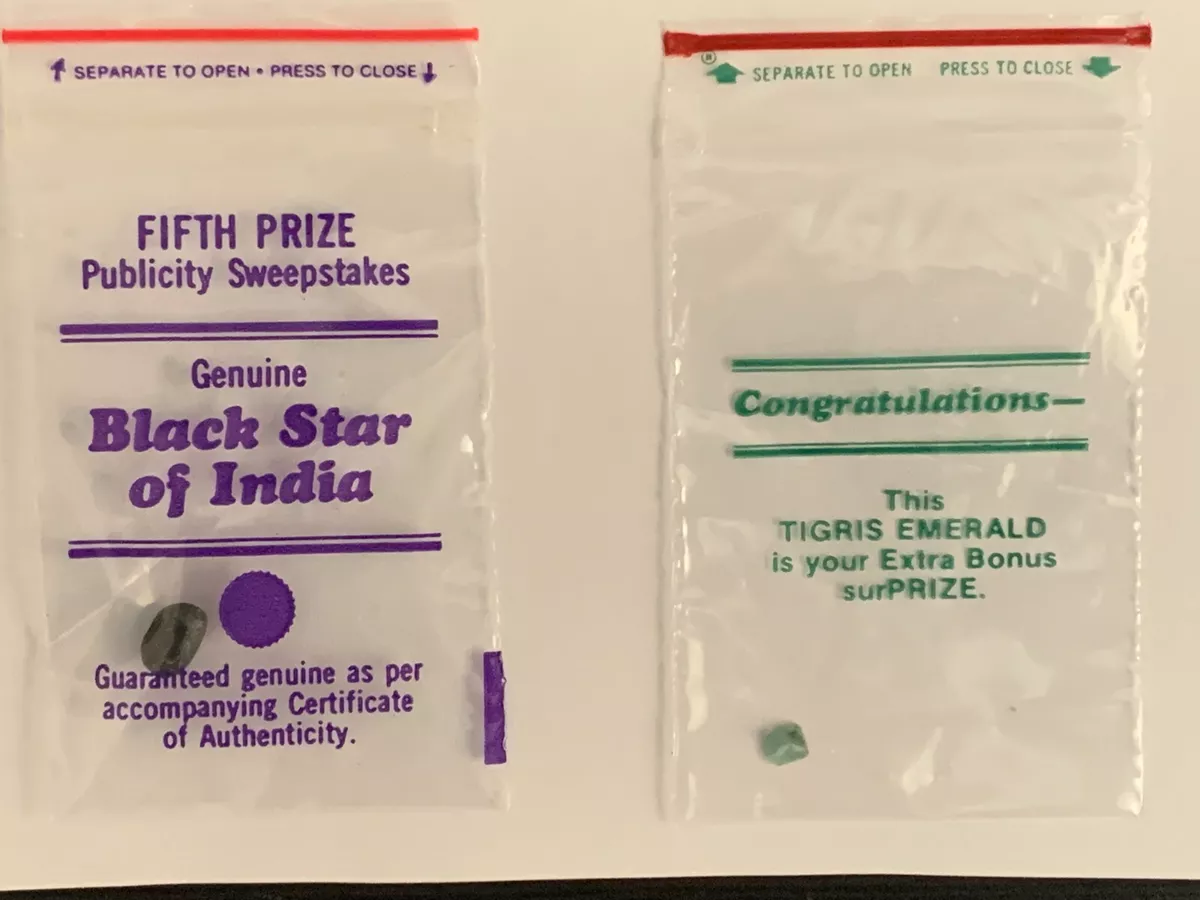 SEPARATE TO OPEN • PRESS TO CLOSE
FIFTH PRIZE
Publicity Sweepstakes
Genuine
Black Star
of India
Guaranteed genuine as per
accompanying Certificate
of Authenticity.
® SEPARATE TO OPEN PRESS TO CLOSE
Congratulations—
This
TIGRIS EMERALD
is your Extra Bonus
surPRIZE.